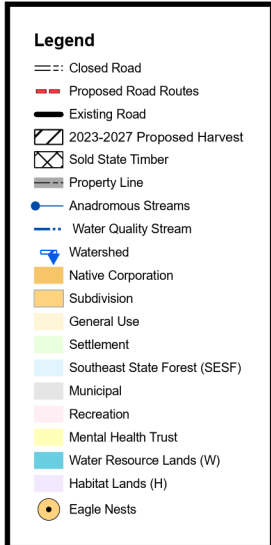 Legend
Closed Road
Proposed Road Routes
Existing Road
2023-2027 Proposed Harvest
Sold State Timber
Property Line
Anadromous Streams
Water Quality Stream
Watershed
Native Corporation
Subdivision
General Use
Settlement
Southeast State Forest (SESF)
Municipal
Recreation
Mental Health Trust
Water Resource Lands (W)
Habitat Lands (H)
Eagle Nests